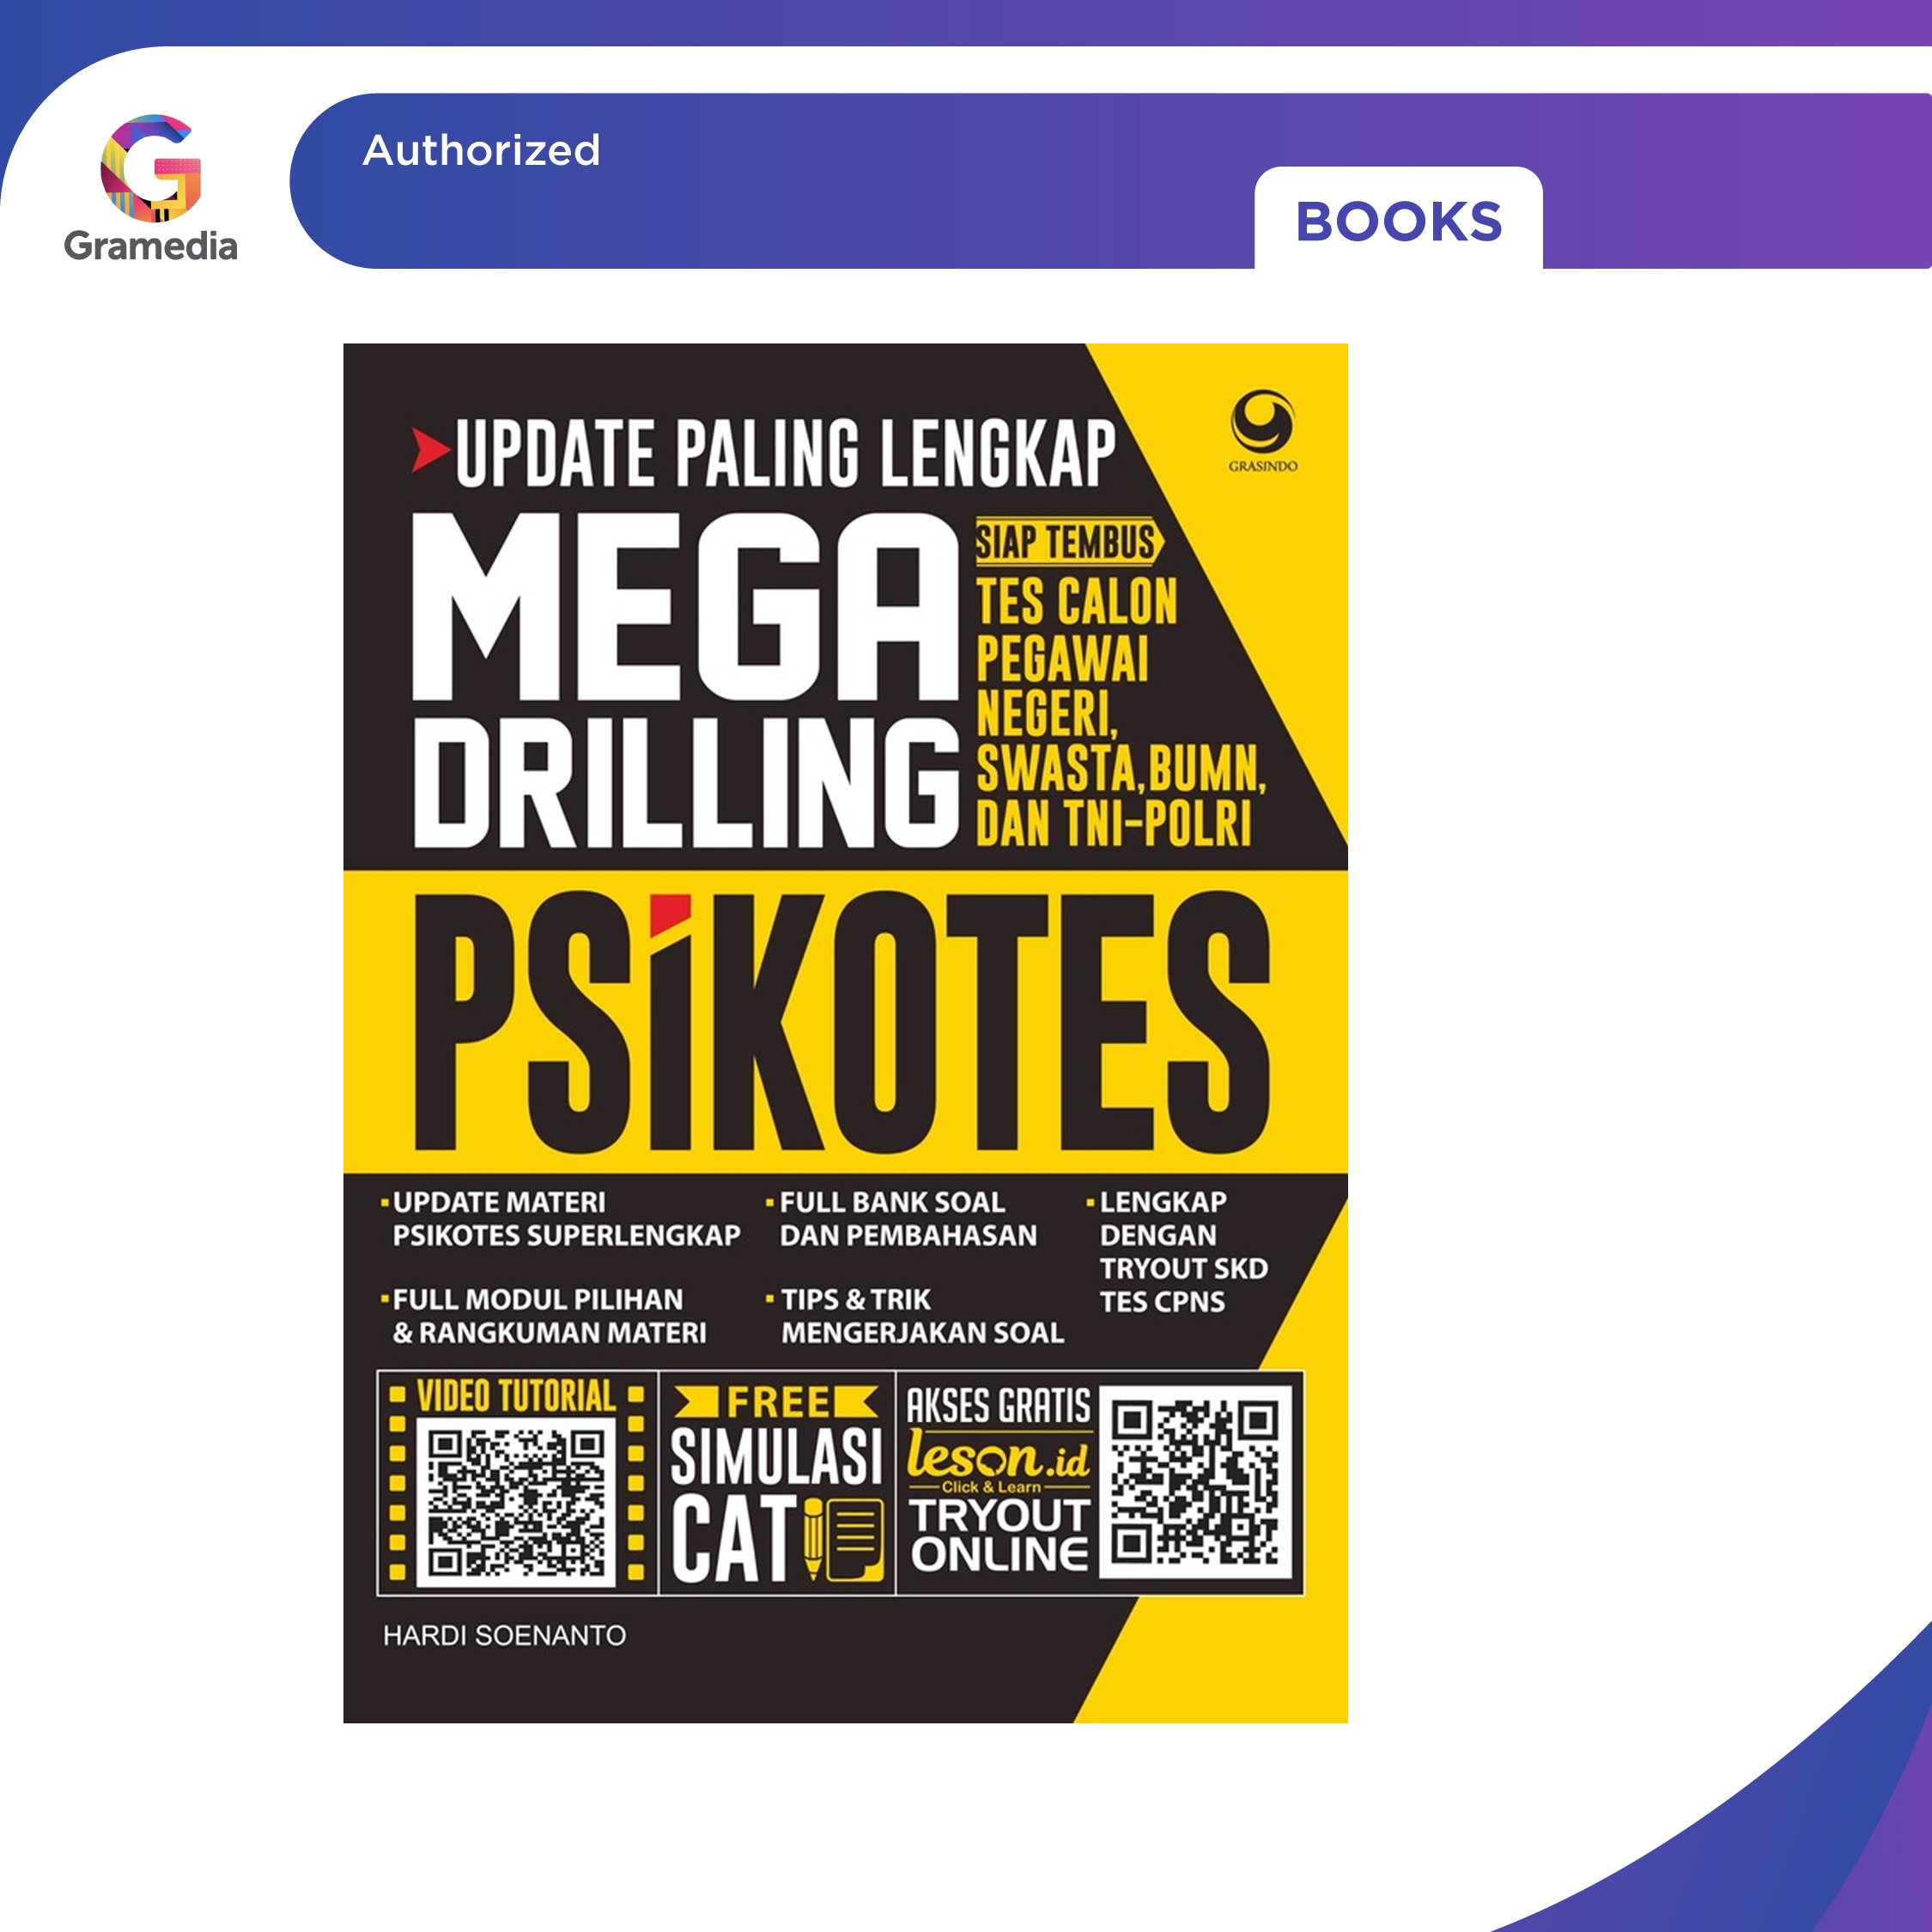 Gramedia
Authorized
BOOKS
UPDATE PALING LENGKAP
GRASINDO
MEGA
DRILLING
SIAP TEMBUS
TES CALON
PEGAWAI
NEGERI,
SWASTA, BUMN,
DAN TNI-POLRI
PSiKOTES
▪ UPDATE MATERI
PSIKOTES SUPERLENGKAP
▪ FULL MODUL PILIHAN
& RANGKUMAN MATERI
▪ FULL BANK SOAL
DAN PEMBAHASAN
▪ TIPS & TRIK
MENGERJAKAN SOAL
▪ LENGKAP
DENGAN
TRYOUT SKD
TES CPNS
VIDEO TUTORIAL
FREE
SIMULASI
CAT
AKSES GRATIS
leson.id
Click & Learn
TRYOUT
ONLINE
HARDI SOENANTO